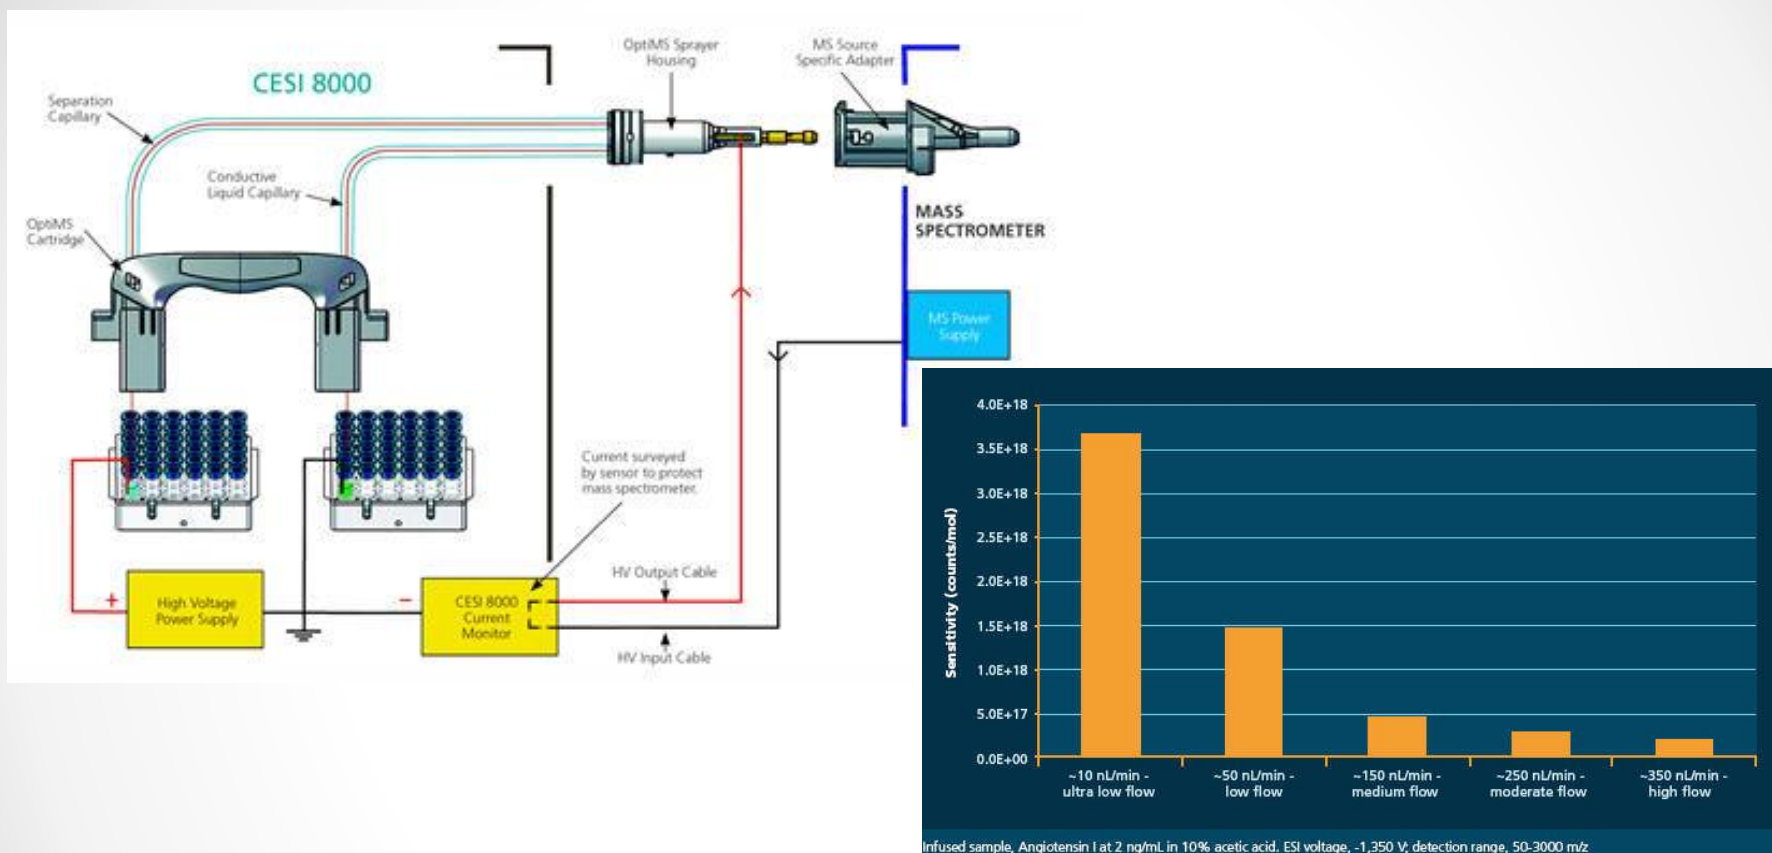 CESI 8000
OptiMS Sprayer
Housing
MS Source
Specific Adapter
Separation
Capillary
Conductive
Liquid Capillary
OptiMS
Cartridge
MASS
SPECTROMETER
MS Power
Supply
Current surveyed
by sensor to protect
mass spectrometer.
HV Output Cable
+
High Voltage
Power Supply
−
CESI 8000
Current
Monitor
HV Input Cable
Sensitivity (counts/mol)
4.0E+18
3.5E+18
3.0E+18
2.5E+18
2.0E+18
1.5E+18
1.0E+18
5.0E+17
0.0E+00
~10 nL/min -
ultra low flow
~50 nL/min -
low flow
~150 nL/min -
medium flow
~250 nL/min -
moderate flow
~350 nL/min -
high flow
Infused sample, Angiotensin I at 2 ng/mL in 10% acetic acid. ESI voltage, -1,350 V; detection range, 50-3000 m/z